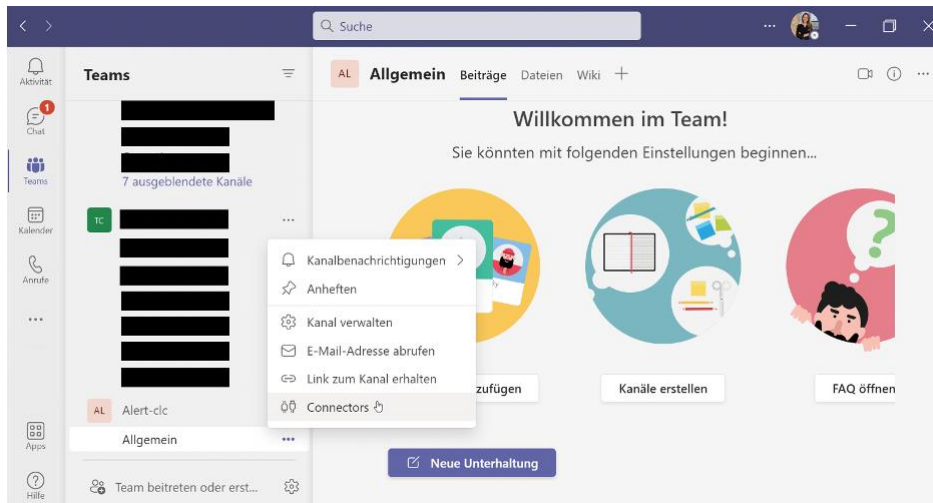 Suche
Aktivität
Chat
1
Teams
Kalender
Anrufe
Apps
Hilfe
Teams
7 ausgeblendete Kanäle
TC
AL Alert-clc
Allgemein
Team beitreten oder erst...
Kanalbenachrichtigungen
Anheften
Kanal verwalten
E-Mail-Adresse abrufen
Link zum Kanal erhalten
Connectors
AL Allgemein Beiträge Dateien Wiki
Willkommen im Team!
Sie könnten mit folgenden Einstellungen beginnen...
zufügen
Kanäle erstellen
FAQ öffnen
Neue Unterhaltung